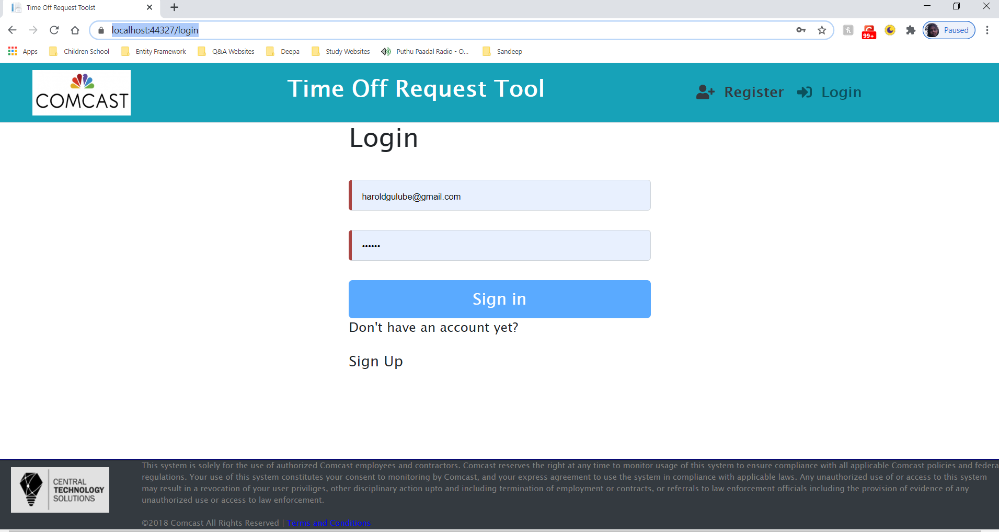 Time Off Request Toolst
localhost:44327/login
99+
Paused
Apps
Children School
Entity Framework
Q&A Websites
Deepa
Study Websites
Puthu Paadal Radio - O...
Sandeep
COMCAST
Time Off Request Tool
Register
Login
Login
haroldgulube@gmail.com
••••••
Sign in
Don't have an account yet?
Sign Up
CENTRAL
TECHNOLOGY
SOLUTIONS
This system is solely for the use of authorized Comcast employees and contractors. Comcast reserves the right at any time to monitor usage of this system to ensure compliance with all applicable Comcast policies and federa
regulations. Your use of this system constitutes your consent to monitoring by Comcast, and your express agreement to use the system in compliance with applicable laws. Any unauthorized use of or access to this system
may result in a revocation of your user priviliges, other disciplinary action upto and including termination of employment or contracts, or referrals to law enforcement officials including the provision of evidence of any
unauthorized use or access to law enforcement.
©2018 Comcast All Rights Reserved | Terms and Conditions